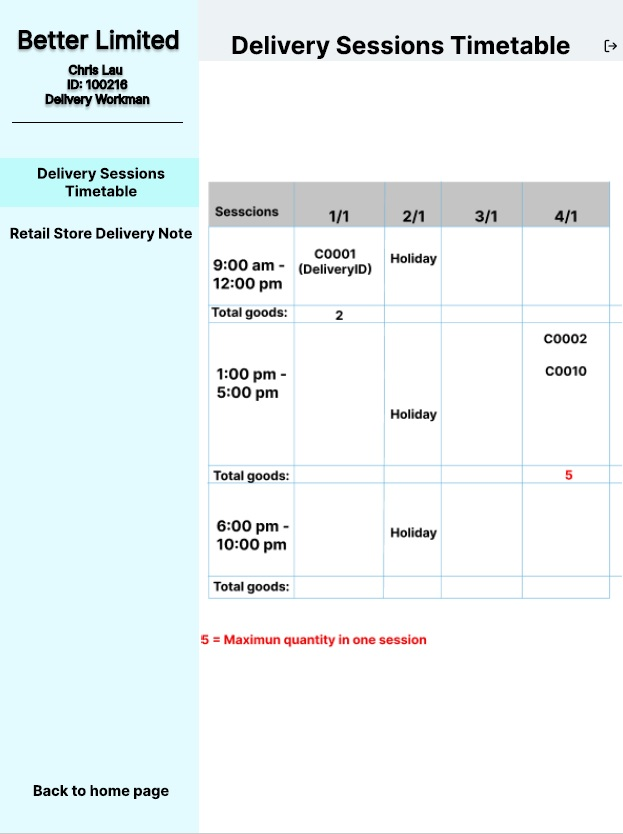 Better Limited
Chris Lau
ID: 100216
Delivery Workman
Delivery Sessions
Timetable
Retail Store Delivery Note
Back to home page
Delivery Sessions Timetable
Sesscions 1/1 2/1 3/1 4/1
9:00 am -
12:00 pm
C0001
(DeliveryID)
Holiday
Total goods: 2
1:00 pm -
5:00 pm
Holiday
C0002
C0010
Total goods: 5
6:00 pm -
10:00 pm
Holiday
Total goods:
5 = Maximun quantity in one session